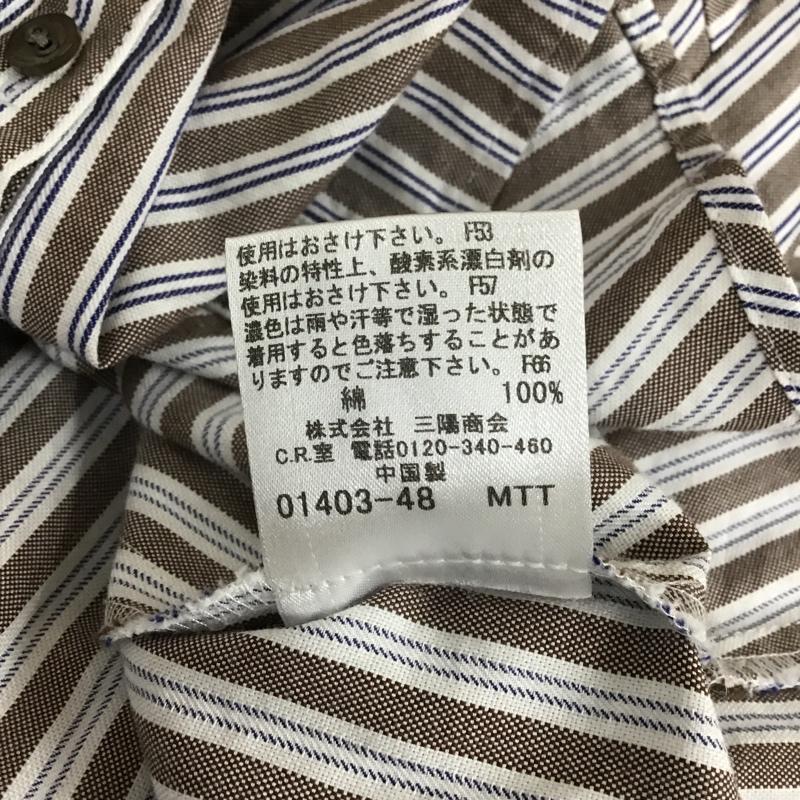 使用はおさけ下さい。 F53
染料の特性上、酸素系漂白剤の
使用はおさけ下さい。 F57
濃色は雨や汗等で湿った状態で
着用すると色落ちすることがあ
りますのでご注意下さい。 F66
綿 100%
株式会社 三陽商会
C.R.室 電話0120-340-460
中国製
01403-48 MTT